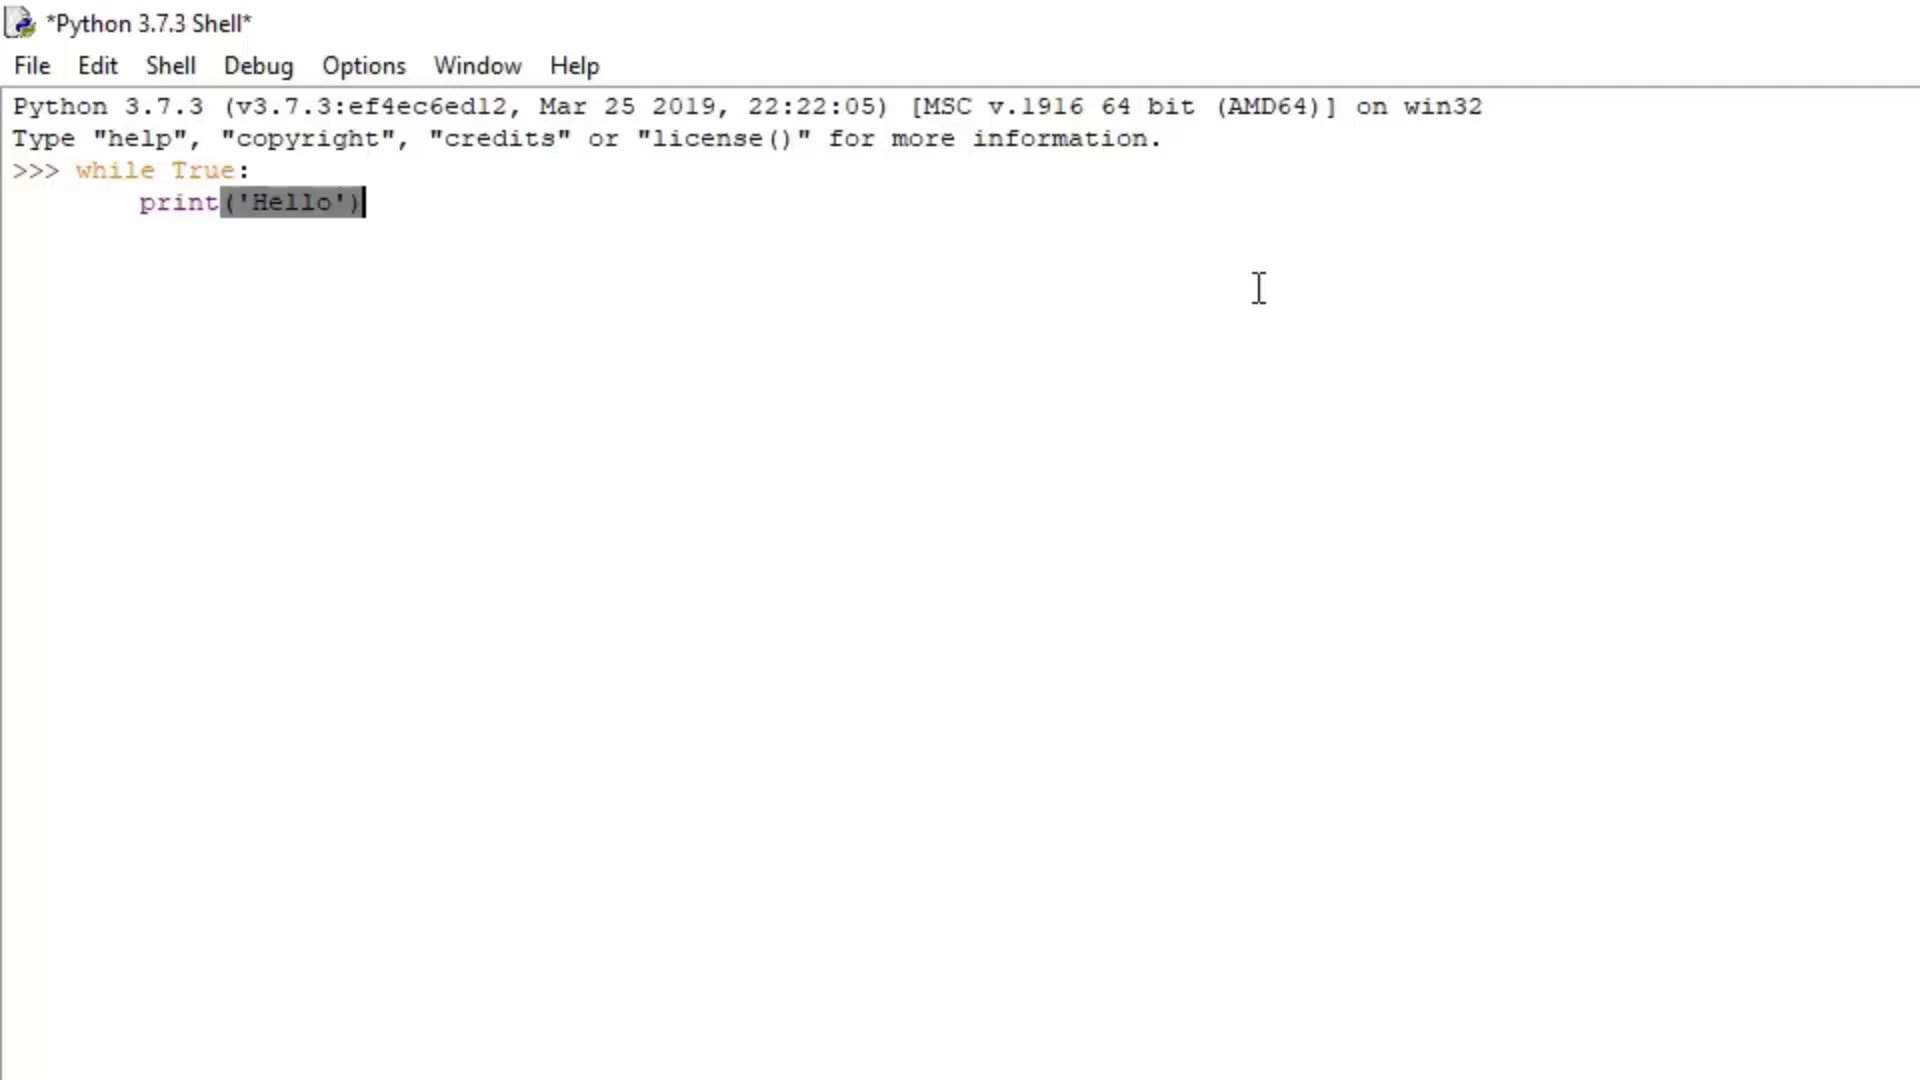 *Python 3.7.3 Shell*
File Edit Shell Debug Options Window Help
Python 3.7.3 (v3.7.3:ef4ec6ed12, Mar 25 2019, 22:22:05) [MSC v.1916 64 bit (AMD64)] on win32
Type "help", "copyright", "credits" or "license()" for more information.
>>> while True:
        print('Hello')